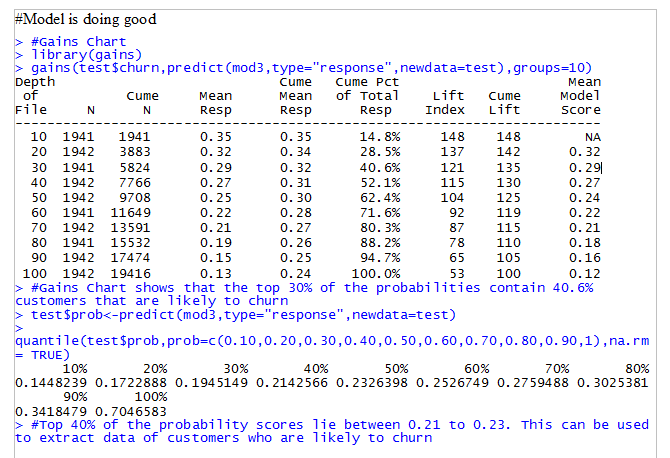 #Model is doing good
> #Gains Chart
> library(gains)
> gains(test$churn,predict(mod3,type="response",newdata=test),groups=10)
Depth                            Cume   Cume Pct                     Mean
 of             Cume     Mean    Mean   of Total    Lift   Cume     Model
File     N      N        Resp    Resp      Resp    Index   Lift     Score
-------------------------------------------------------------------------
  10  1941   1941        0.35    0.35      14.8%     148    148       NA
  20  1942   3883        0.32    0.34      28.5%     137    142     0.32
  30  1941   5824        0.29    0.32      40.6%     121    135     0.29
  40  1942   7766        0.27    0.31      52.1%     115    130     0.27
  50  1942   9708        0.25    0.30      62.4%     104    125     0.24
  60  1941  11649        0.22    0.28      71.6%      92    119     0.22
  70  1942  13591        0.21    0.27      80.3%      87    115     0.21
  80  1941  15532        0.19    0.26      88.2%      78    110     0.18
  90  1942  17474        0.15    0.25      94.7%      65    105     0.16
 100  1942  19416        0.13    0.24     100.0%      53    100     0.12
> #Gains Chart shows that the top 30% of the probabilities contain 40.6%
customers that are likely to churn
> test$prob<-predict(mod3,type="response",newdata=test)
>
quantile(test$prob,prob=c(0.10,0.20,0.30,0.40,0.50,0.60,0.70,0.80,0.90,1),na.rm
= TRUE)
      10%       20%       30%       40%       50%       60%       70%       80%
0.1448239 0.1722888 0.1945149 0.2142566 0.2326398 0.2526749 0.2759488 0.3025381
      90%      100%
0.3418479 0.7046583
> #Top 40% of the probability scores lie between 0.21 to 0.23. This can be used
to extract data of customers who are likely to churn